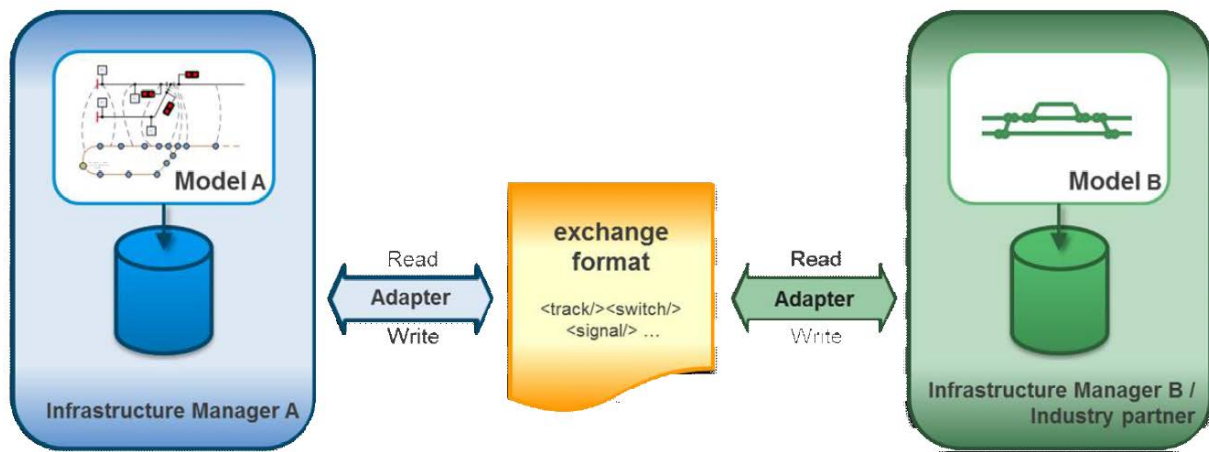 Model A
Infrastructure Manager A
Read
Adapter
Write
exchange
format
<track/><switch/>
<signal/> ...
Read
Adapter
Write
Model B
Infrastructure Manager B /
Industry partner